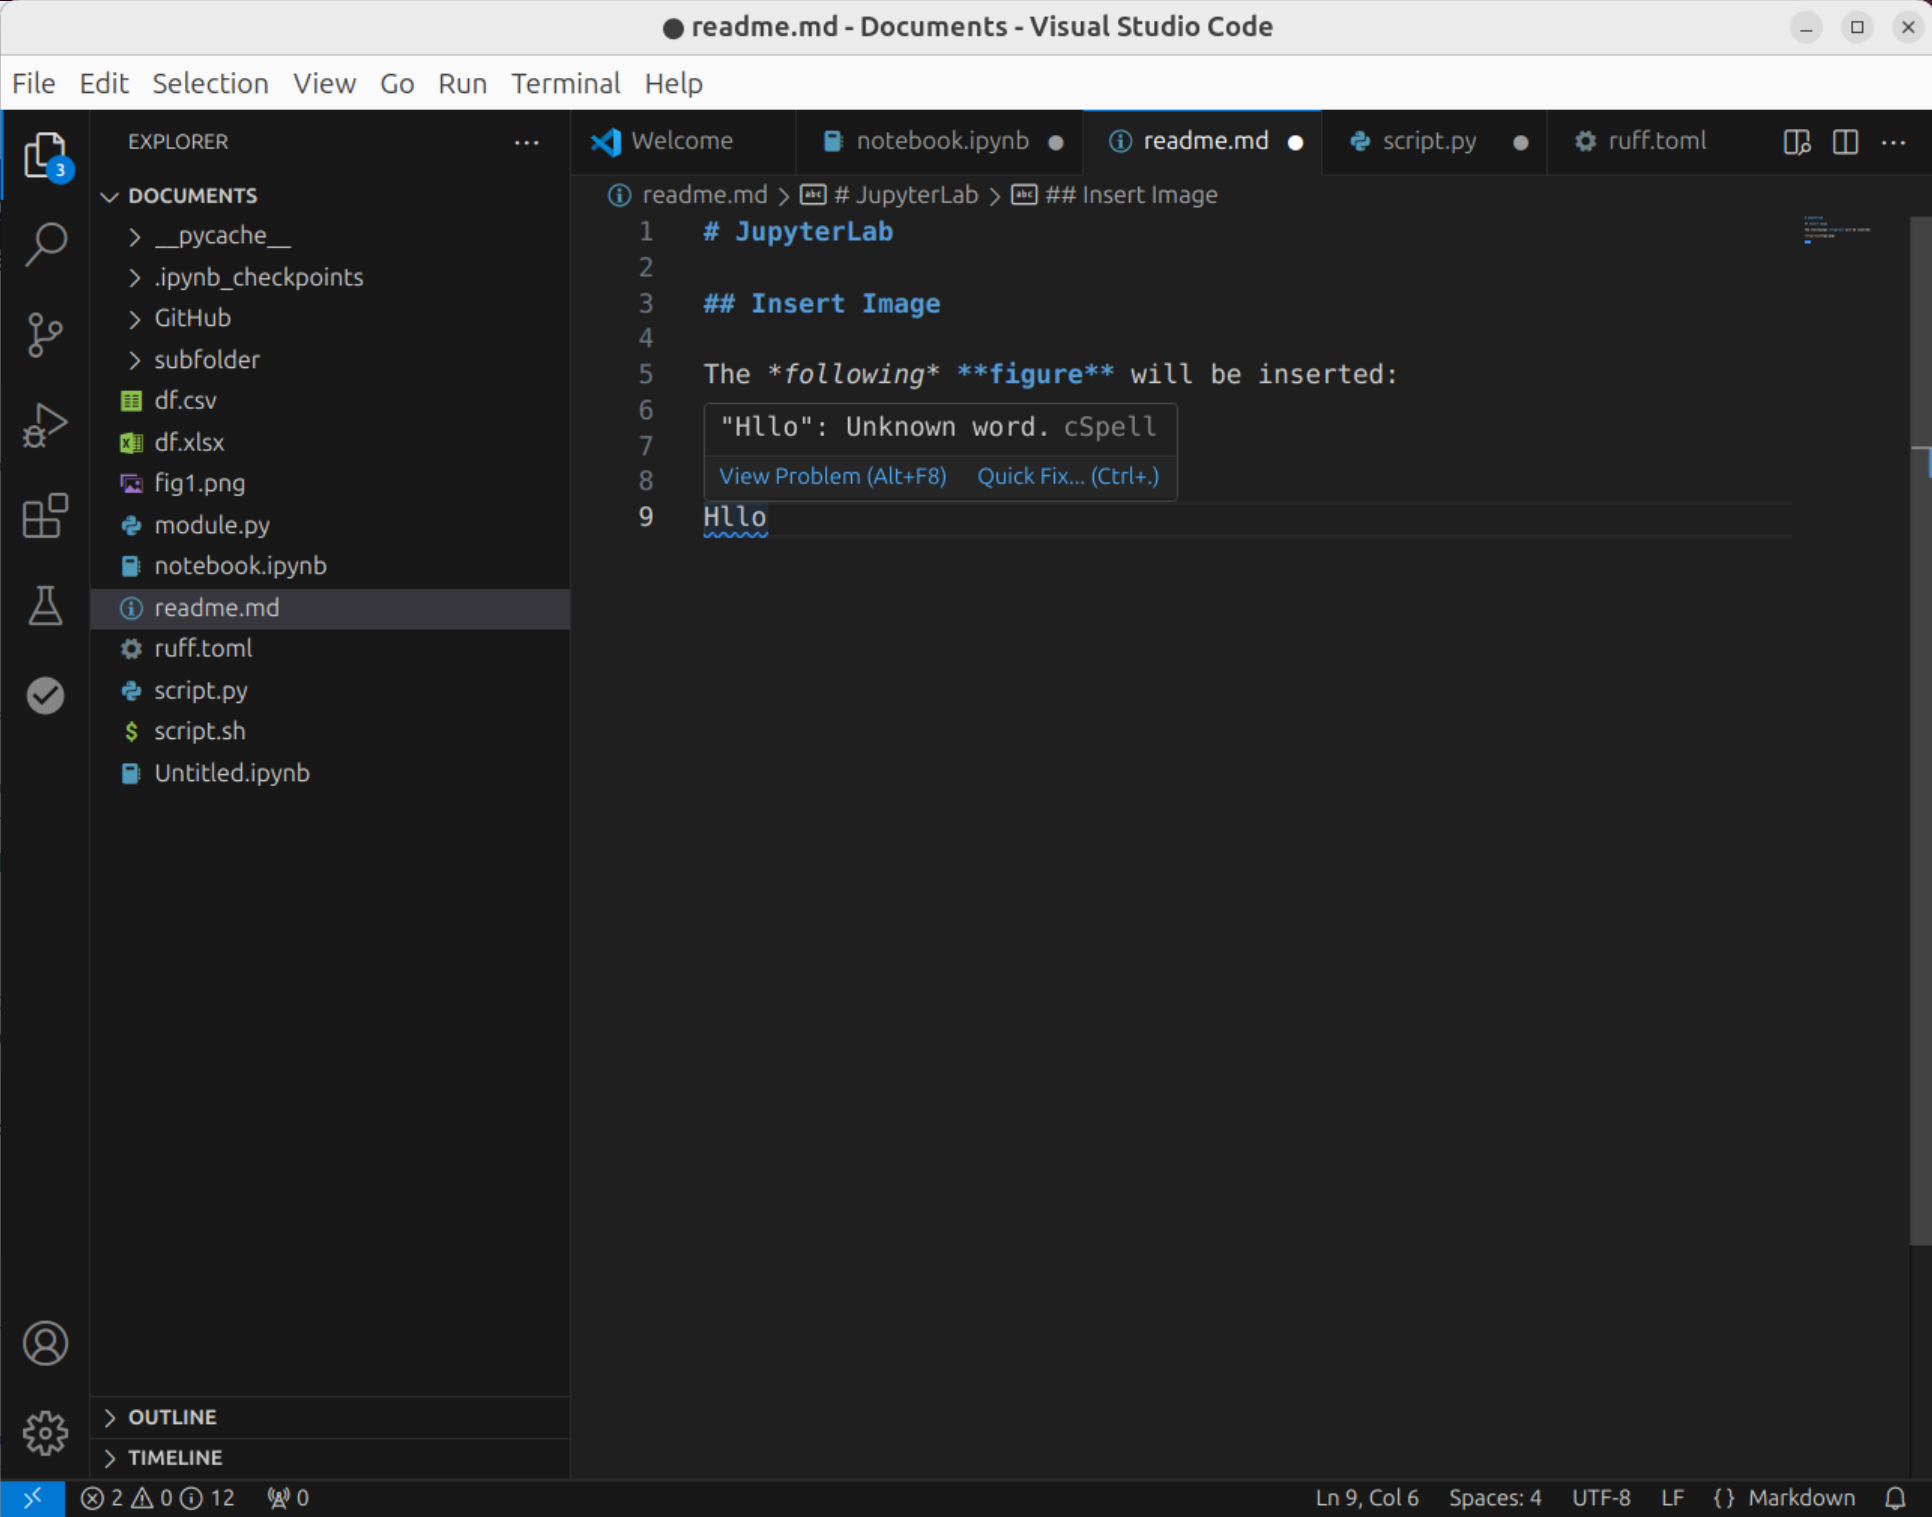 ● readme.md - Documents - Visual Studio Code
File Edit Selection View Go Run Terminal Help
3
EXPLORER
DOCUMENTS
__pycache__
.ipynb_checkpoints
GitHub
subfolder
df.csv
df.xlsx
fig1.png
module.py
notebook.ipynb
readme.md
ruff.toml
script.py
$ script.sh
Untitled.ipynb
OUTLINE
TIMELINE
Welcome notebook.ipynb ● readme.md ● script.py ● ruff.toml
readme.md > abc # JupyterLab > abc ## Insert Image
1 # JupyterLab
2
3 ## Insert Image
4
5 The *following* **figure** will be inserted:
6
7
8
"Hllo": Unknown word. cSpell
View Problem (Alt+F8) Quick Fix... (Ctrl+.)
9 Hllo
2 0 12 0
Ln 9, Col 6 Spaces: 4 UTF-8 LF {} Markdown